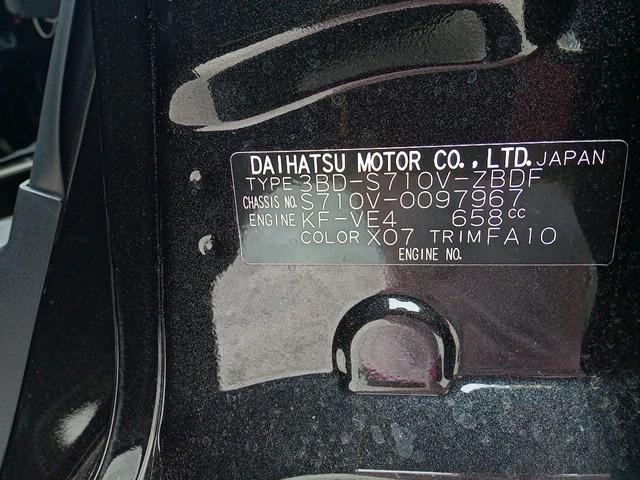 DAIHATSU MOTOR CO., LTD. JAPAN
TYPE 3BD-S710V-ZBDF
CHASSIS NO. S710V-0097967
ENGINE KF-VE4 658cc
COLOR X07 TRIM FA10
ENGINE NO.